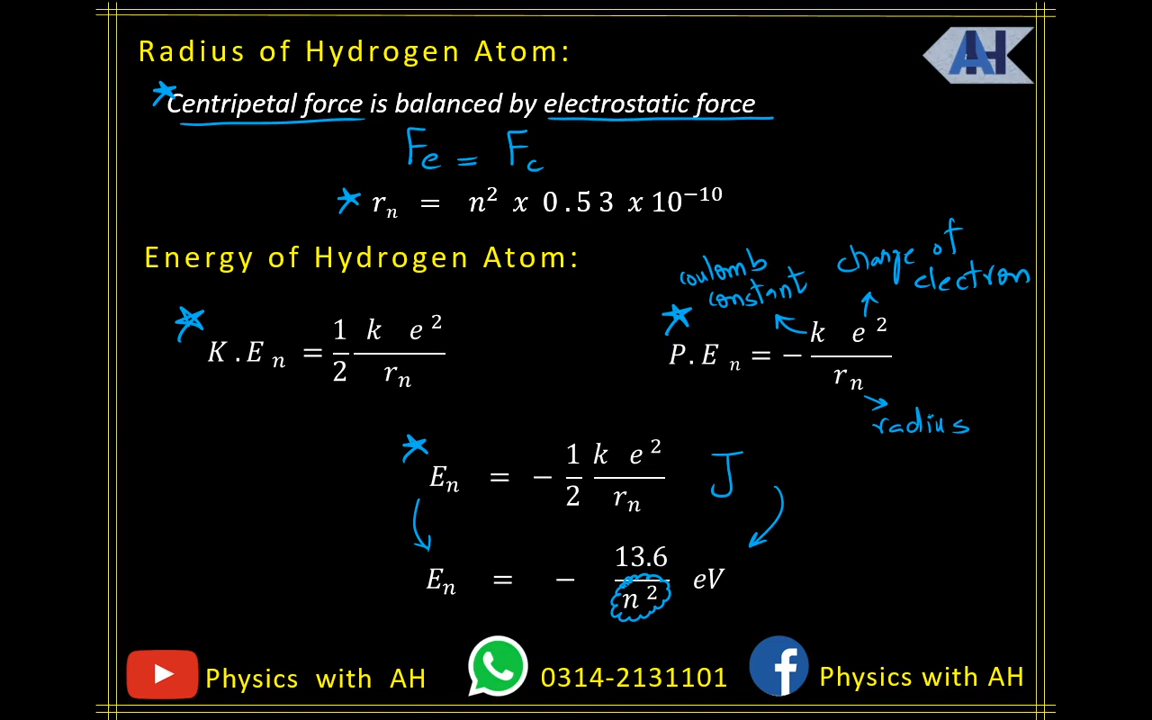 Radius of Hydrogen Atom:
AH
Centripetal force is balanced by electrostatic force
Fe = Fc
rₙ = n² x 0.53 x 10⁻¹⁰
Energy of Hydrogen Atom:
coulomb constant
charge of electron
K.E ₙ = 1/2 k e²/rₙ
P.E ₙ = − k e²/rₙ
radius
Eₙ = − 1/2 k e²/rₙ J
Eₙ = − 13.6/n² eV
Physics with AH
0314-2131101
Physics with AH